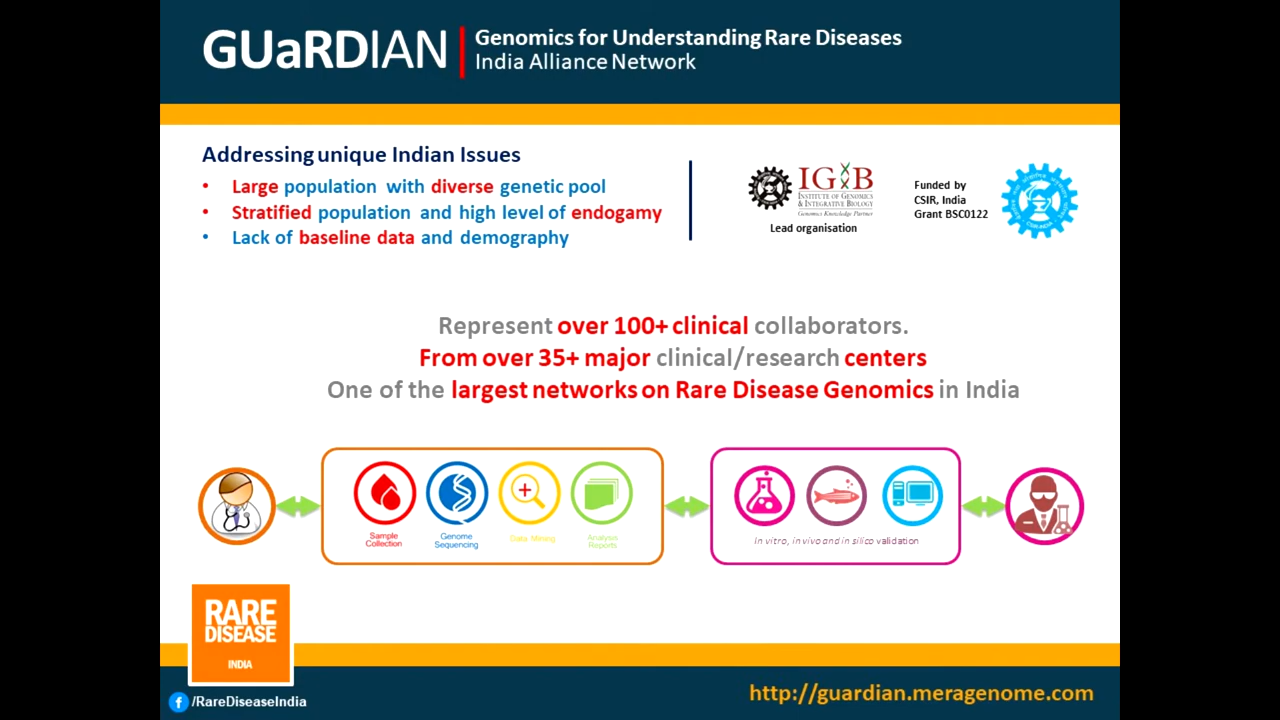 GUaRDIAN
Genomics for Understanding Rare Diseases
India Alliance Network
Addressing unique Indian Issues
• Large population with diverse genetic pool
• Stratified population and high level of endogamy
• Lack of baseline data and demography
IGIB
INSTITUTE OF GENOMICS
& INTEGRATIVE BIOLOGY
Genomics Knowledge Partner
Lead organisation
Funded by
CSIR, India
Grant BSC0122
Represent over 100+ clinical collaborators.
From over 35+ major clinical/research centers
One of the largest networks on Rare Disease Genomics in India
Sample
Collection
Genome
Sequencing
Data Mining
Analysis
Reports
In vitro, in vivo and in silico validation
RARE
DISEASE
INDIA
/RareDiseaseIndia
http://guardian.meragenome.com